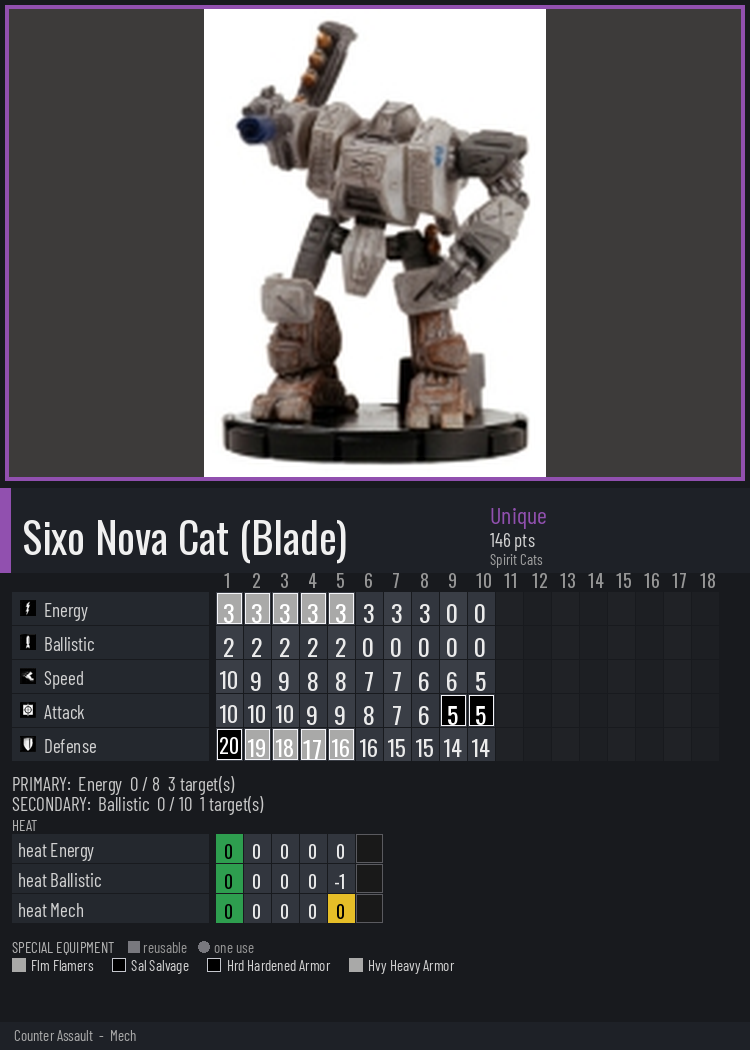 Sixo Nova Cat (Blade)
Unique
146 pts
Spirit Cats
1 2 3 4 5 6 7 8 9 10 11 12 13 14 15 16 17 18
Energy 3 3 3 3 3 3 3 3 0 0
Ballistic 2 2 2 2 2 0 0 0 0 0
Speed 10 9 9 8 8 7 7 6 6 5
Attack 10 10 10 9 9 8 7 6 5 5
Defense 20 19 18 17 16 16 15 15 14 14
PRIMARY: Energy 0 / 8 3 target(s)
SECONDARY: Ballistic 0 / 10 1 target(s)
HEAT
heat Energy 0 0 0 0 0
heat Ballistic 0 0 0 0 -1
heat Mech 0 0 0 0 0
SPECIAL EQUIPMENT reusable one use
Flm Flamers Sal Salvage Hrd Hardened Armor Hvy Heavy Armor
Counter Assault - Mech